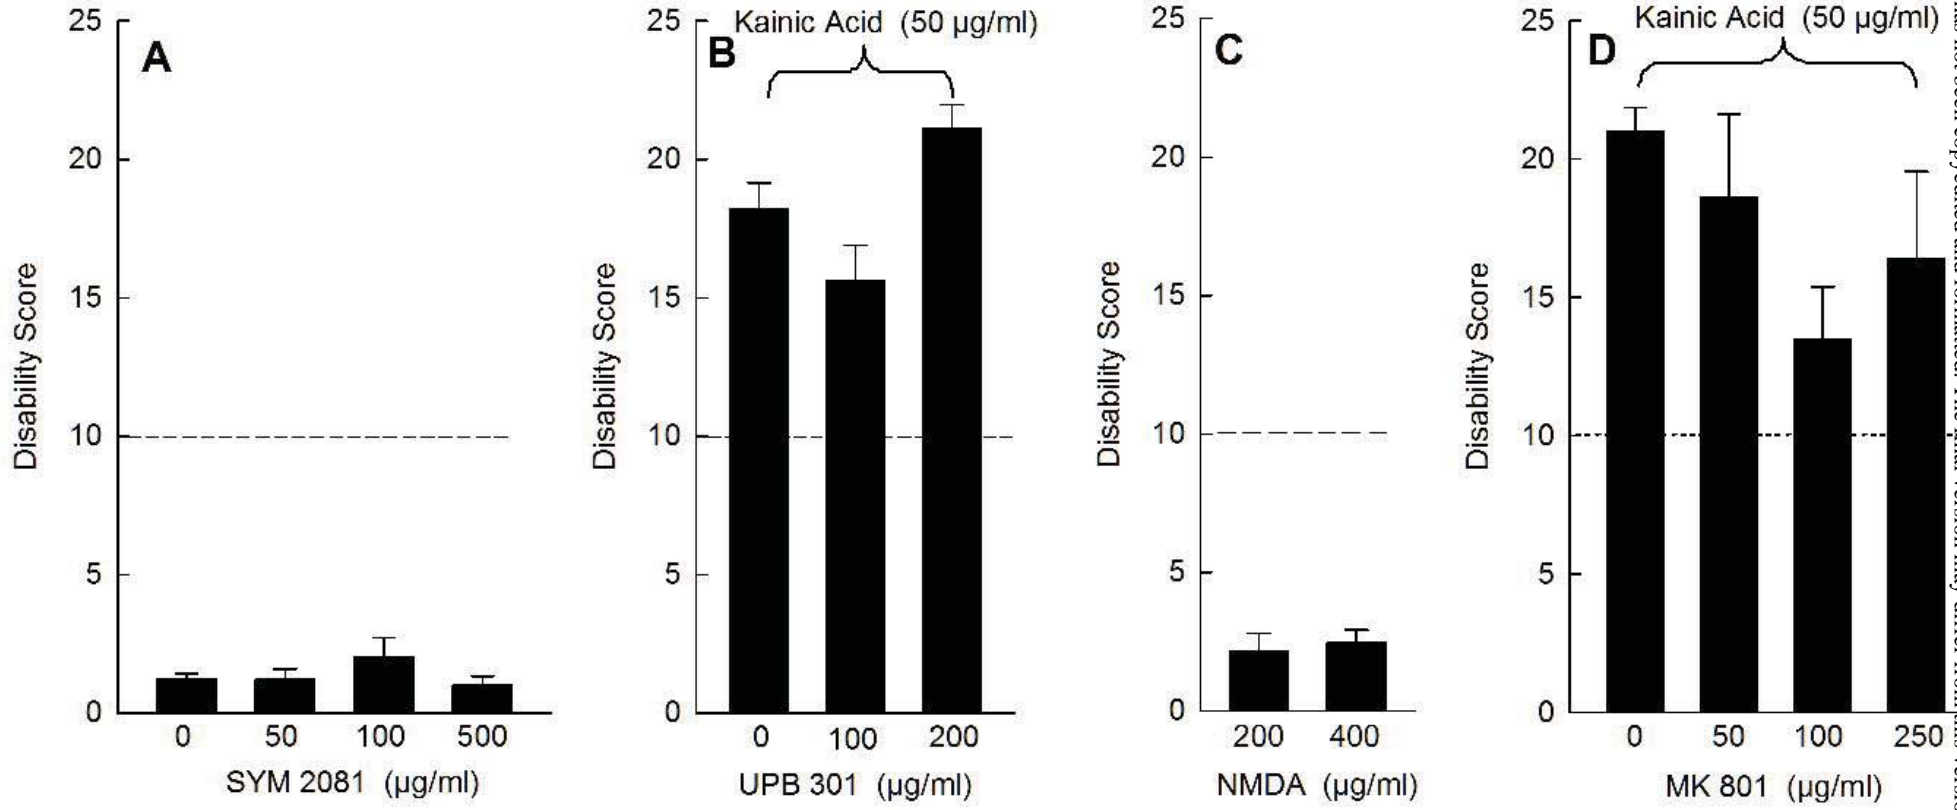 A
25
20
15
10
5
0
Disability Score
0 50 100 500
SYM 2081 (µg/ml)
B
Kainic Acid (50 µg/ml)
25
20
15
10
5
0
Disability Score
0 100 200
UPB 301 (µg/ml)
C
25
20
15
10
5
0
Disability Score
200 400
NMDA (µg/ml)
D
Kainic Acid (50 µg/ml)
25
20
15
10
5
0
Disability Score
0 50 100 250
MK 801 (µg/ml)